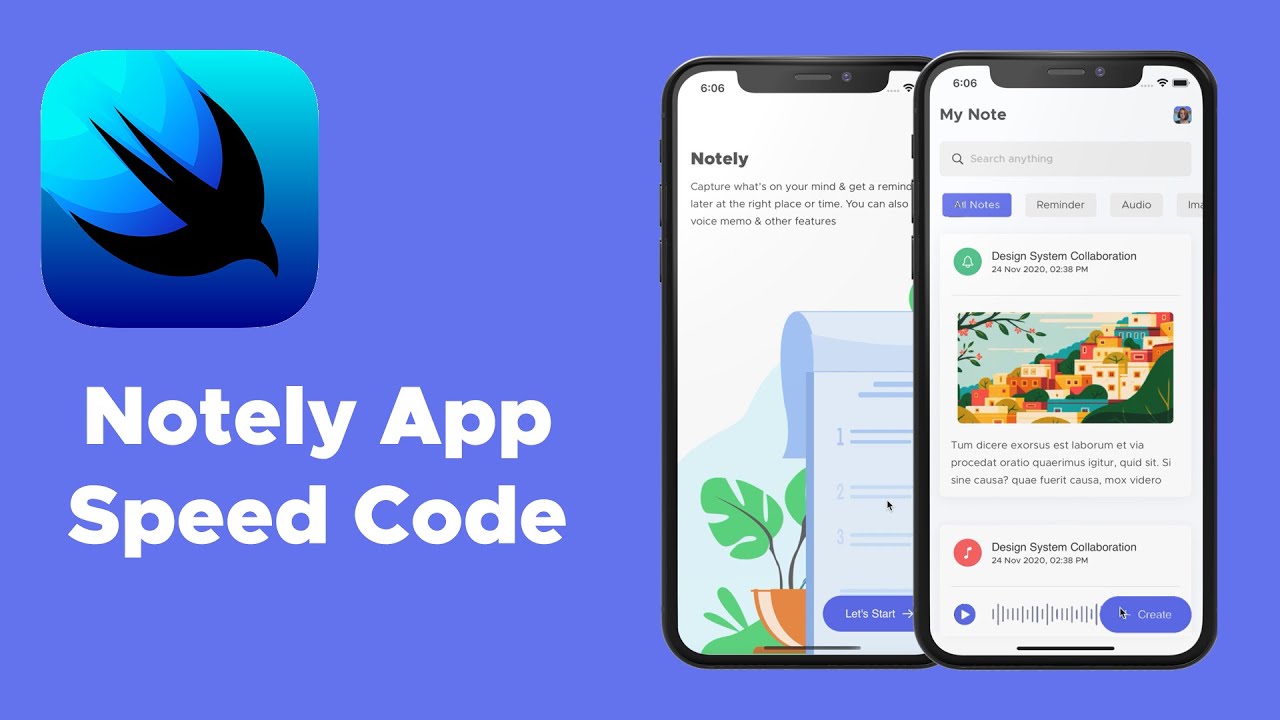 Notely App
Speed Code
6:06
Notely
Capture what's on your mind & get a remind
later at the right place or time. You can also
voice memo & other features
1
2
3
Let's Start
6:06
My Note
Search anything
All Notes
Reminder
Audio
Ima
Design System Collaboration
24 Nov 2020, 02:38 PM
Tum dicere exorsus est laborum et via
procedat oratio quaerimus igitur, quid sit. Si
sine causa? quae fuerit causa, mox videro
Design System Collaboration
24 Nov 2020, 02:38 PM
Create